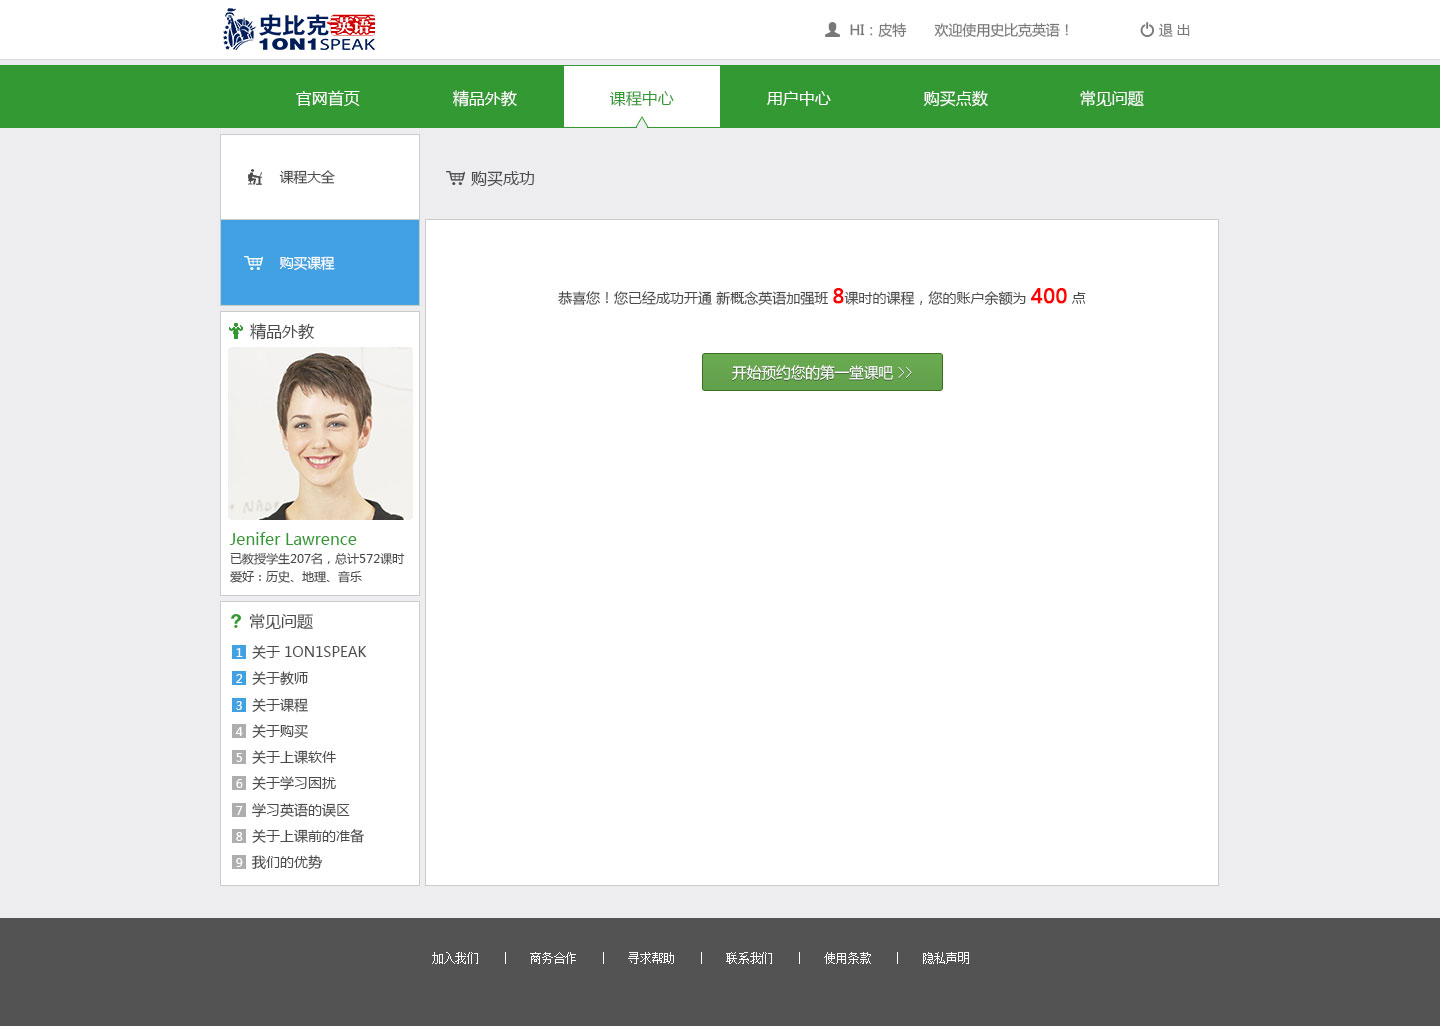 史比克英语
1ON1SPEAK
HI：皮特 欢迎使用史比克英语！ 退 出
官网首页 精品外教 课程中心 用户中心 购买点数 常见问题
课程大全
购买课程
精品外教
Jenifer Lawrence
已教授学生207名，总计572课时
爱好：历史、地理、音乐
? 常见问题
1 关于 1ON1SPEAK
2 关于教师
3 关于课程
4 关于购买
5 关于上课软件
6 关于学习困扰
7 学习英语的误区
8 关于上课前的准备
9 我们的优势
购买成功
恭喜您！您已经成功开通 新概念英语加强班 8课时的课程，您的账户余额为 400 点
开始预约您的第一堂课吧 >>
加入我们 | 商务合作 | 寻求帮助 | 联系我们 | 使用条款 | 隐私声明